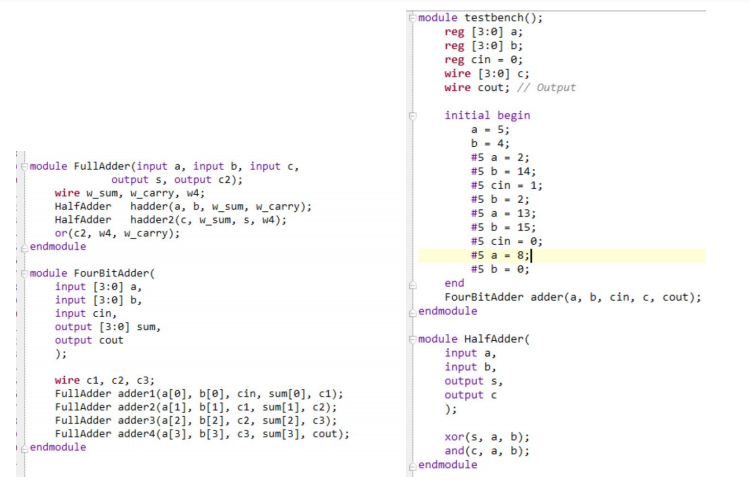 module FullAdder(input a, input b, input c,
            output s, output c2);
    wire w_sum, w_carry, w4;
    HalfAdder   hadder(a, b, w_sum, w_carry);
    HalfAdder   hadder2(c, w_sum, s, w4);
    or(c2, w4, w_carry);
endmodule

module FourBitAdder(
    input [3:0] a,
    input [3:0] b,
    input cin,
    output [3:0] sum,
    output cout
    );

    wire c1, c2, c3;
    FullAdder adder1(a[0], b[0], cin, sum[0], c1);
    FullAdder adder2(a[1], b[1], c1, sum[1], c2);
    FullAdder adder3(a[2], b[2], c2, sum[2], c3);
    FullAdder adder4(a[3], b[3], c3, sum[3], cout);
endmodule

module testbench();
    reg [3:0] a;
    reg [3:0] b;
    reg cin = 0;
    wire [3:0] c;
    wire cout; // Output

    initial begin
        a = 5;
        b = 4;
        #5 a = 2;
        #5 b = 14;
        #5 cin = 1;
        #5 b = 2;
        #5 a = 13;
        #5 b = 15;
        #5 cin = 0;
        #5 a = 8;
        #5 b = 0;
    end
    FourBitAdder adder(a, b, cin, c, cout);
endmodule

module HalfAdder(
    input a,
    input b,
    output s,
    output c
    );

    xor(s, a, b);
    and(c, a, b);
endmodule